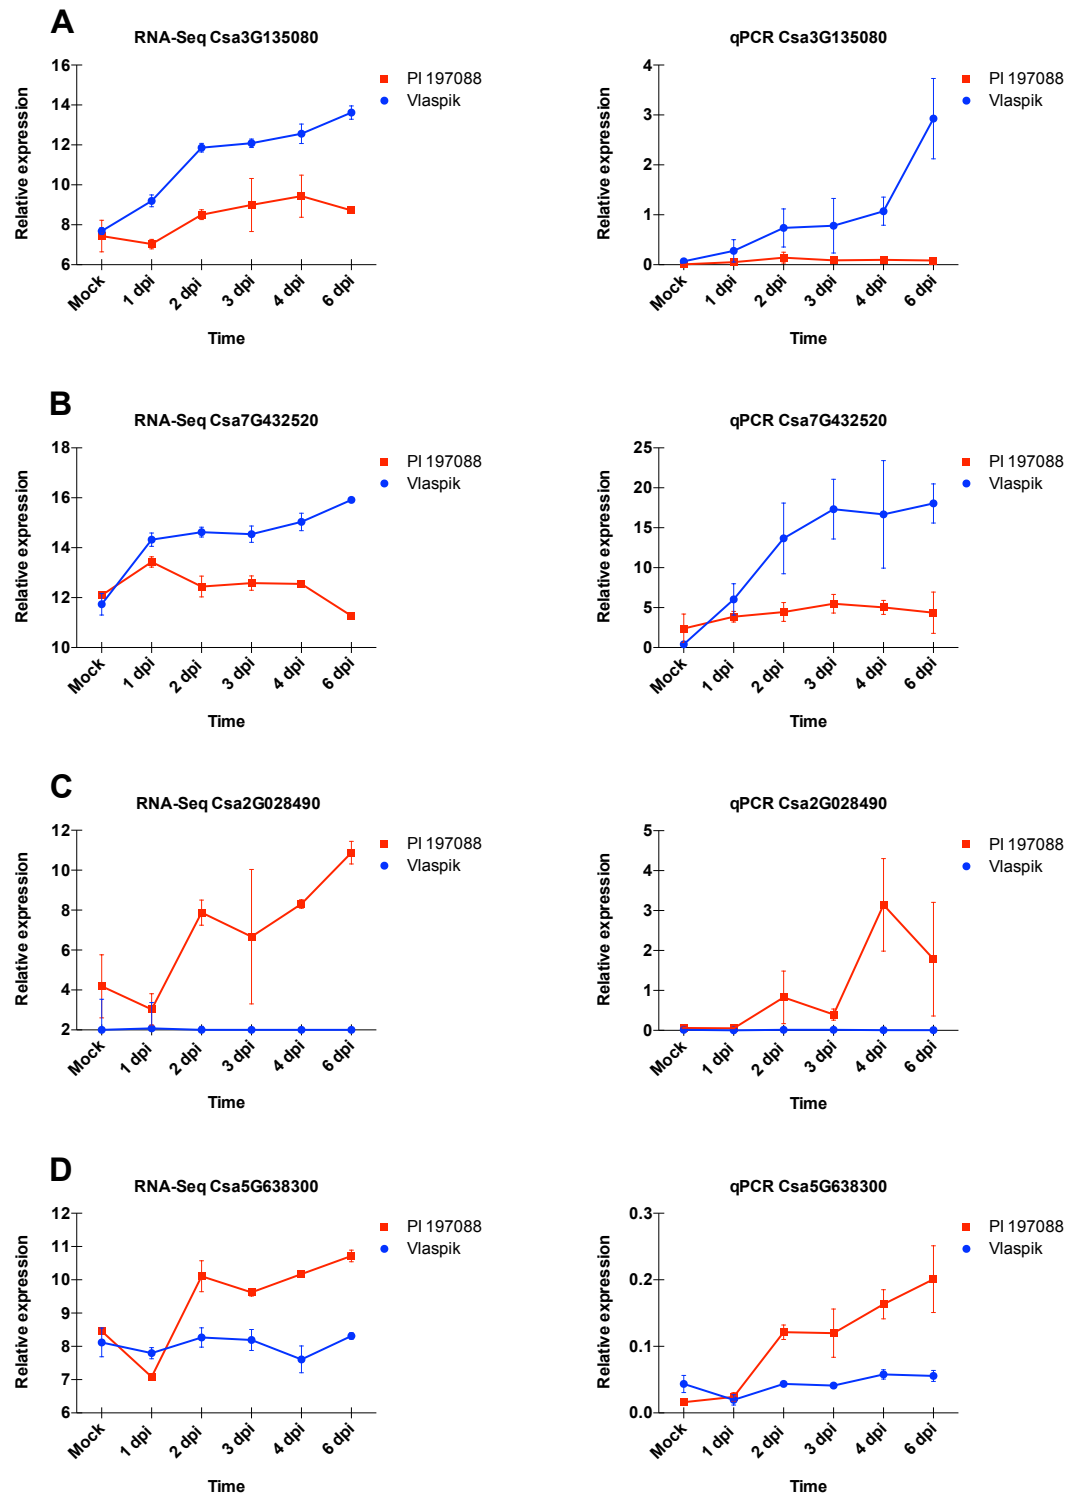 A
RNA-Seq Csa3G135080
Relative expression
16
14
12
10
8
6
PI 197088
Vlaspik
Mock
1 dpi
2 dpi
3 dpi
4 dpi
6 dpi
Time
qPCR Csa3G135080
Relative expression
4
3
2
1
0
PI 197088
Vlaspik
Mock
1 dpi
2 dpi
3 dpi
4 dpi
6 dpi
Time
B
RNA-Seq Csa7G432520
Relative expression
18
16
14
12
10
PI 197088
Vlaspik
Mock
1 dpi
2 dpi
3 dpi
4 dpi
6 dpi
Time
qPCR Csa7G432520
Relative expression
25
20
15
10
5
0
PI 197088
Vlaspik
Mock
1 dpi
2 dpi
3 dpi
4 dpi
6 dpi
Time
C
RNA-Seq Csa2G028490
Relative expression
12
10
8
6
4
2
PI 197088
Vlaspik
Mock
1 dpi
2 dpi
3 dpi
4 dpi
6 dpi
Time
qPCR Csa2G028490
Relative expression
5
4
3
2
1
0
PI 197088
Vlaspik
Mock
1 dpi
2 dpi
3 dpi
4 dpi
6 dpi
Time
D
RNA-Seq Csa5G638300
Relative expression
12
11
10
9
8
7
6
PI 197088
Vlaspik
Mock
1 dpi
2 dpi
3 dpi
4 dpi
6 dpi
Time
qPCR Csa5G638300
Relative expression
0.3
0.2
0.1
0.0
PI 197088
Vlaspik
Mock
1 dpi
2 dpi
3 dpi
4 dpi
6 dpi
Time